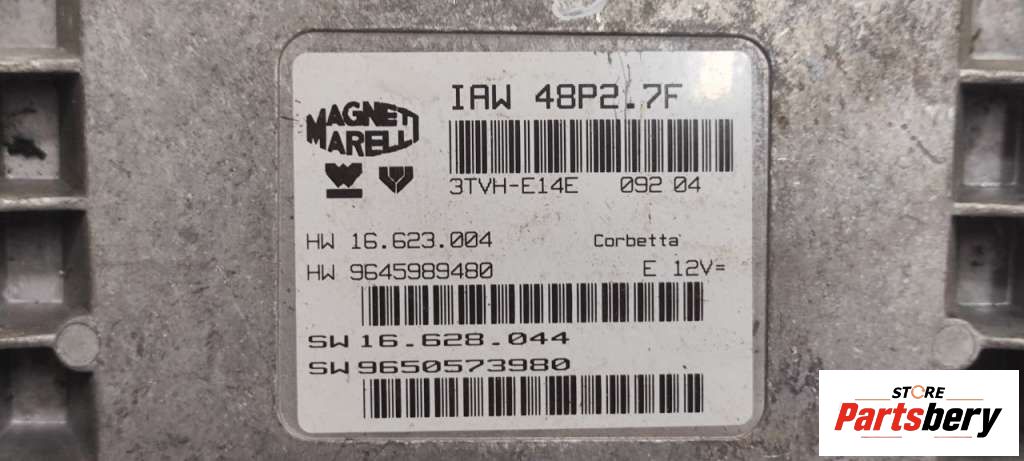 MAGNETI
MARELLI
IAW 48P2.7F
3TVH-E14E 092 04
HW 16.623.004 Corbetta
HW 9645989480 E 12V=
SW 16.628.044
SW 9650573980
STORE
Partsbery